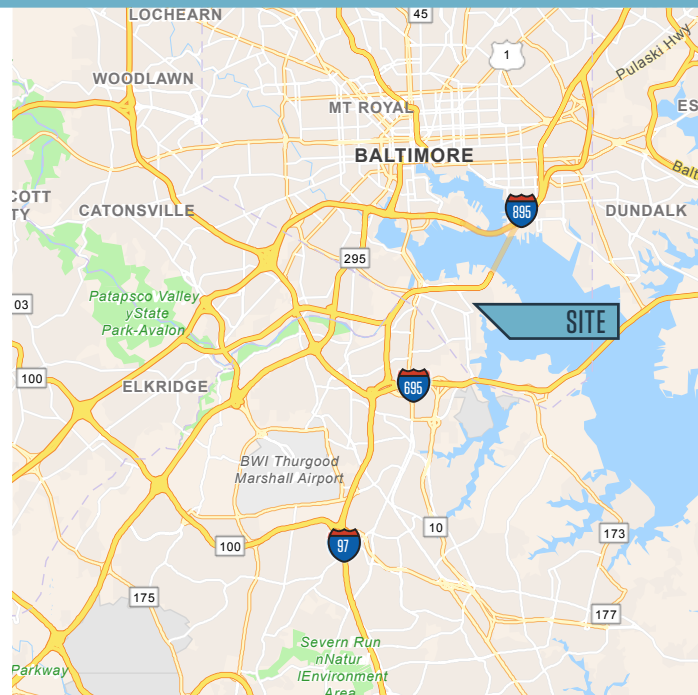 LOCHEARN
45
1
Pulaski Hwy
WOODLAWN
MT ROYAL
ES
BALTIMORE
Balt
COTT
TY
CATONSVILLE
895
DUNDALK
295
Patapsco Valley
yState
Park-Avalon
03
SITE
100
ELKRIDGE
695
BWI Thurgood
Marshall Airport
10
173
100
97
175
177
Severn Run
nNatur
lEnvironment
Area
Parkway